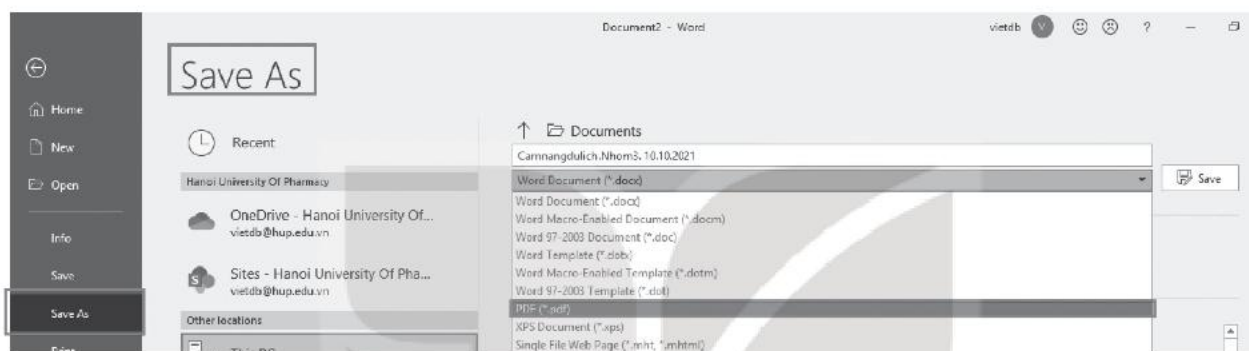 Document2 - Word
vietdb
V
?
Save As
Home
New
Open
Info
Save
Save As
Print
Recent
Hanoi University Of Pharmacy
OneDrive - Hanoi University Of...
vietdb@hup.edu.vn
Sites - Hanoi University Of Pha...
vietdb@hup.edu.vn
Other locations
This PC
Documents
Camnangdulich.Nhom3. 10.10.2021
Word Document (*.docx)
Save
Word Document (*.docx)
Word Macro-Enabled Document (*.docm)
Word 97-2003 Document (*.doc)
Word Template (*.dotx)
Word Macro-Enabled Template (*.dotm)
Word 97-2003 Template (*.dot)
PDF (*.pdf)
XPS Document (*.xps)
Single File Web Page (*.mht, *.mhtml)